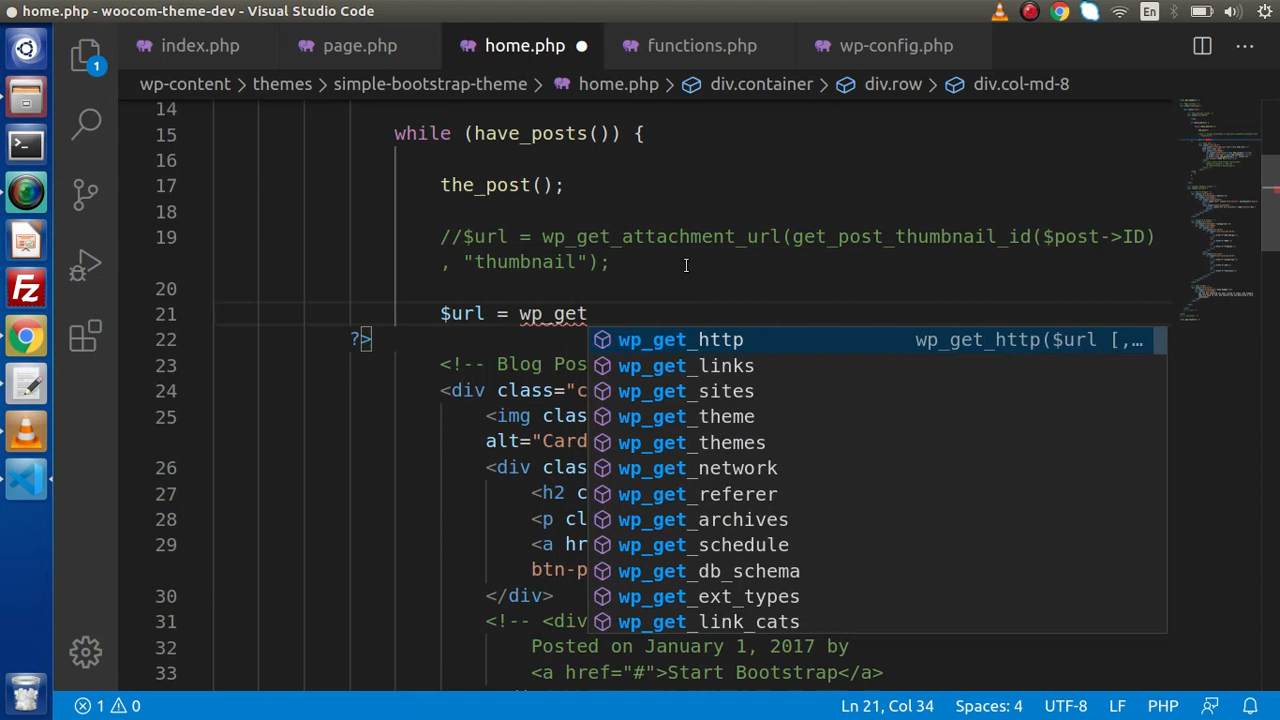 home.php - woocom-theme-dev - Visual Studio Code
En
index.php
page.php
home.php
functions.php
wp-config.php
wp-content > themes > simple-bootstrap-theme > home.php > div.container > div.row > div.col-md-8
14
15 while (have_posts()) {
16
17 the_post();
18
19 //$url = wp_get_attachment_url(get_post_thumbnail_id($post->ID)
, "thumbnail");
20
21 $url = wp_get
22 ?>
wp_get_http wp_get_http($url [,…
23 <!-- Blog Pos
wp_get_links
24 <div class="c
wp_get_sites
25 <img clas
wp_get_theme
alt="Card
wp_get_themes
26 <div clas
wp_get_network
27 <h2 c
wp_get_referer
28 <p cl
wp_get_archives
29 <a hr
wp_get_schedule
btn-p
wp_get_db_schema
30 </div>
wp_get_ext_types
31 <!-- <div
wp_get_link_cats
32 Posted on January 1, 2017 by
33 <a href="#">Start Bootstrap</a>
1
1 0
Ln 21, Col 34
Spaces: 4
UTF-8
LF
PHP